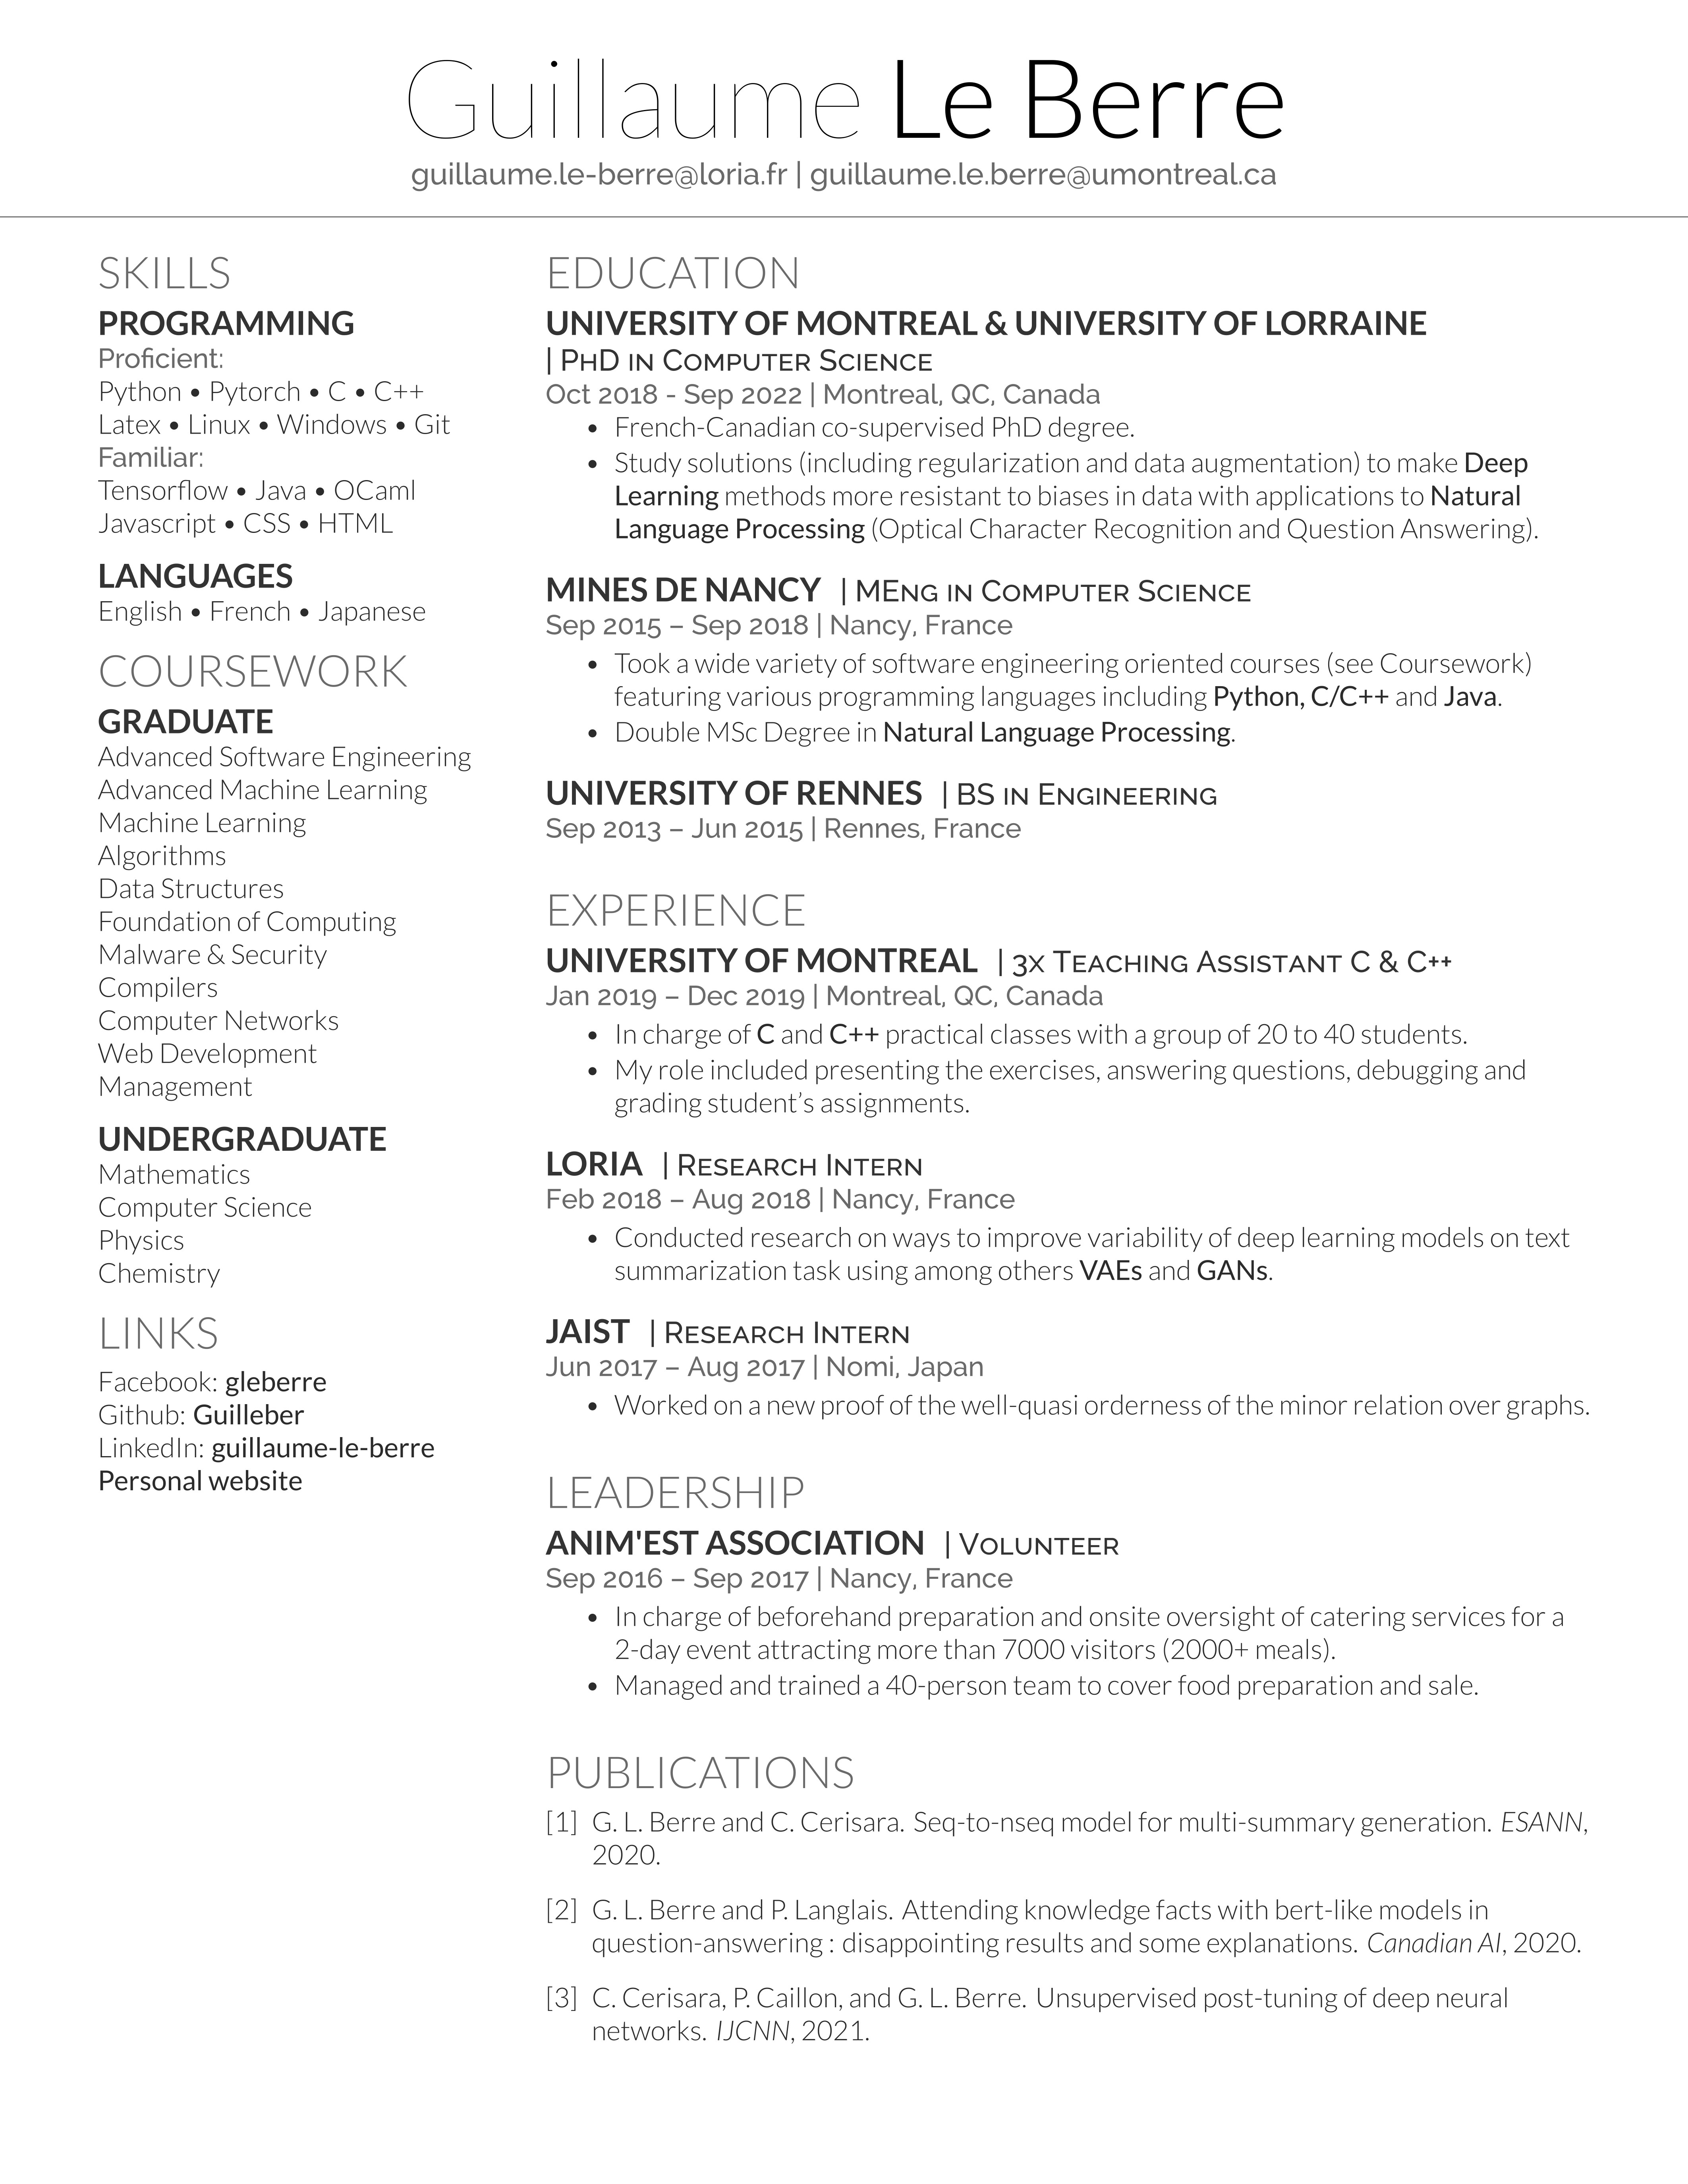 Guillaume Le Berre
guillaume.le-berre@loria.fr | guillaume.le.berre@umontreal.ca
SKILLS
PROGRAMMING
Proficient:
Python • Pytorch • C • C++
Latex • Linux • Windows • Git
Familiar:
Tensorflow • Java • OCaml
Javascript • CSS • HTML
LANGUAGES
English • French • Japanese
COURSEWORK
GRADUATE
Advanced Software Engineering
Advanced Machine Learning
Machine Learning
Algorithms
Data Structures
Foundation of Computing
Malware & Security
Compilers
Computer Networks
Web Development
Management
UNDERGRADUATE
Mathematics
Computer Science
Physics
Chemistry
LINKS
Facebook: gleberre
Github: Guilleber
LinkedIn: guillaume-le-berre
Personal website
EDUCATION
UNIVERSITY OF MONTREAL & UNIVERSITY OF LORRAINE
| PHD IN COMPUTER SCIENCE
Oct 2018 - Sep 2022 | Montreal, QC, Canada
• French-Canadian co-supervised PhD degree.
• Study solutions (including regularization and data augmentation) to make Deep
Learning methods more resistant to biases in data with applications to Natural
Language Processing (Optical Character Recognition and Question Answering).
MINES DE NANCY | MENG IN COMPUTER SCIENCE
Sep 2015 – Sep 2018 | Nancy, France
• Took a wide variety of software engineering oriented courses (see Coursework)
featuring various programming languages including Python, C/C++ and Java.
• Double MSc Degree in Natural Language Processing.
UNIVERSITY OF RENNES | BS IN ENGINEERING
Sep 2013 – Jun 2015 | Rennes, France
EXPERIENCE
UNIVERSITY OF MONTREAL | 3X TEACHING ASSISTANT C & C++
Jan 2019 – Dec 2019 | Montreal, QC, Canada
• In charge of C and C++ practical classes with a group of 20 to 40 students.
• My role included presenting the exercises, answering questions, debugging and
grading student’s assignments.
LORIA | RESEARCH INTERN
Feb 2018 – Aug 2018 | Nancy, France
• Conducted research on ways to improve variability of deep learning models on text
summarization task using among others VAEs and GANs.
JAIST | RESEARCH INTERN
Jun 2017 – Aug 2017 | Nomi, Japan
• Worked on a new proof of the well-quasi orderness of the minor relation over graphs.
LEADERSHIP
ANIM'EST ASSOCIATION | VOLUNTEER
Sep 2016 – Sep 2017 | Nancy, France
• In charge of beforehand preparation and onsite oversight of catering services for a
2-day event attracting more than 7000 visitors (2000+ meals).
• Managed and trained a 40-person team to cover food preparation and sale.
PUBLICATIONS
[1] G. L. Berre and C. Cerisara. Seq-to-nseq model for multi-summary generation. ESANN,
2020.
[2] G. L. Berre and P. Langlais. Attending knowledge facts with bert-like models in
question-answering : disappointing results and some explanations. Canadian AI, 2020.
[3] C. Cerisara, P. Caillon, and G. L. Berre. Unsupervised post-tuning of deep neural
networks. IJCNN, 2021.